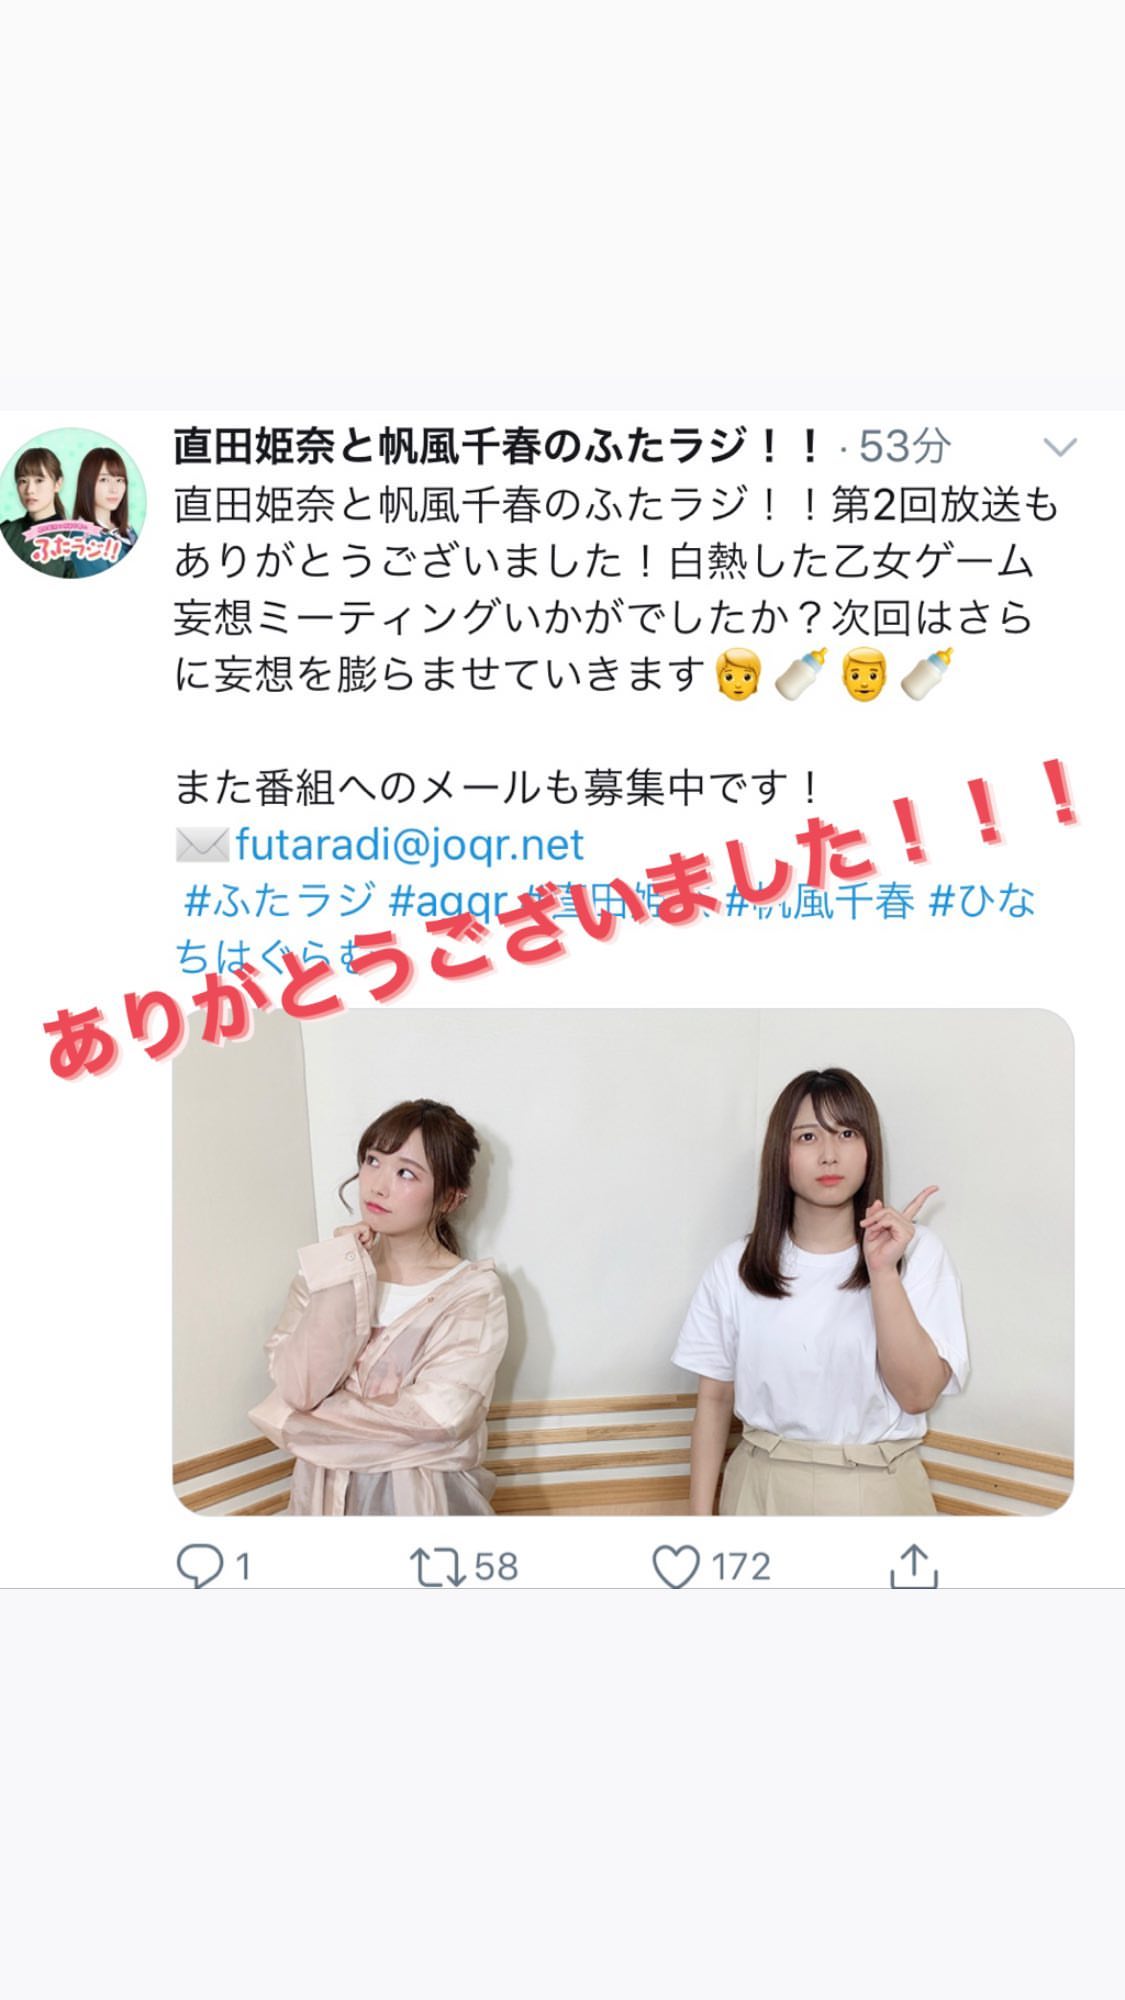 直田姫奈と帆風千春のふたラジ！！ · 53分
直田姫奈と帆風千春のふたラジ！！第2回放送も
ありがとうございました！白熱した乙女ゲーム
妄想ミーティングいかがでしたか？次回はさら
に妄想を膨らませていきます👱🍼👨🍼
また番組へのメールも募集中です！
✉️futaradi@joqr.net
#ふたラジ #agqr #直田姫奈 #帆風千春 #ひな
ちはぐらむ
ありがとうございました！！！
ふたラジ!!
1 58 172